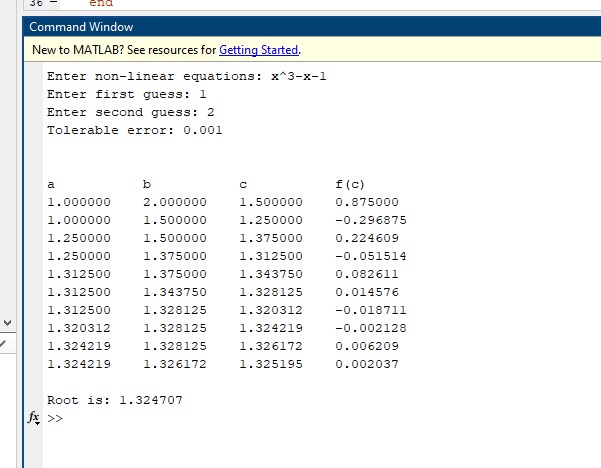 36 – end
Command Window
New to MATLAB? See resources for Getting Started.
Enter non-linear equations: x^3-x-1
Enter first guess: 1
Enter second guess: 2
Tolerable error: 0.001
a b c f(c)
1.000000 2.000000 1.500000 0.875000
1.000000 1.500000 1.250000 -0.296875
1.250000 1.500000 1.375000 0.224609
1.250000 1.375000 1.312500 -0.051514
1.312500 1.375000 1.343750 0.082611
1.312500 1.343750 1.328125 0.014576
1.312500 1.328125 1.320312 -0.018711
1.320312 1.328125 1.324219 -0.002128
1.324219 1.328125 1.326172 0.006209
1.324219 1.326172 1.325195 0.002037
Root is: 1.324707
fx >>